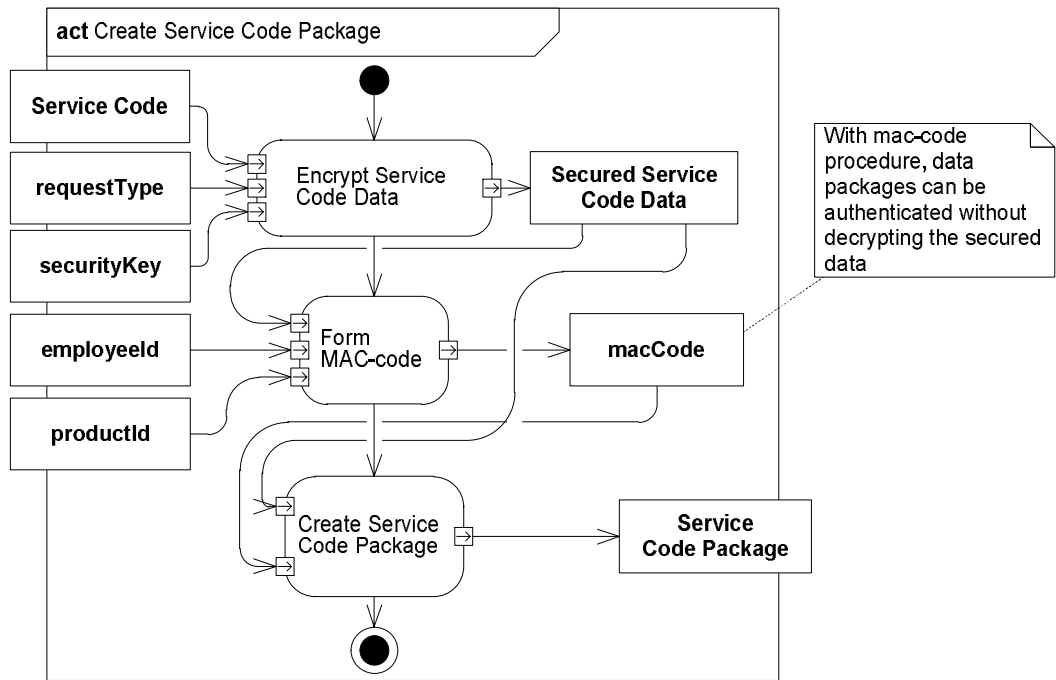 act Create Service Code Package
Service Code
requestType
securityKey
employeeId
productId
Encrypt Service
Code Data
Secured Service
Code Data
Form
MAC-code
macCode
Create Service
Code Package
Service
Code Package
With mac-code
procedure, data
packages can be
authenticated without
decrypting the secured
data